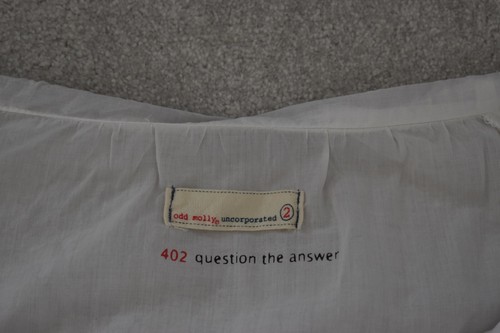 odd molly® uncorporated 2
402 question the answer